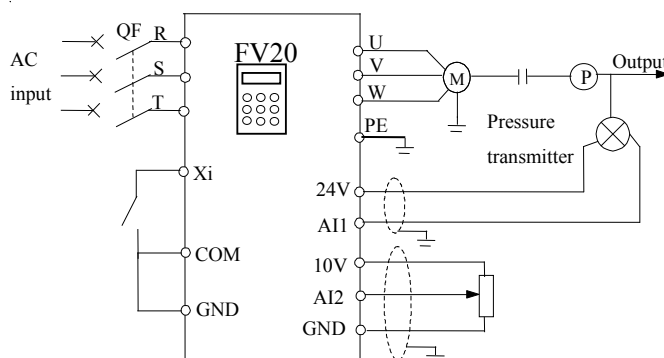 QF
R
AC
input
S
T
FV20
U
V
W
M
P
Output
PE
Pressure
transmitter
Xi
24V
AI1
COM
10V
AI2
GND
GND